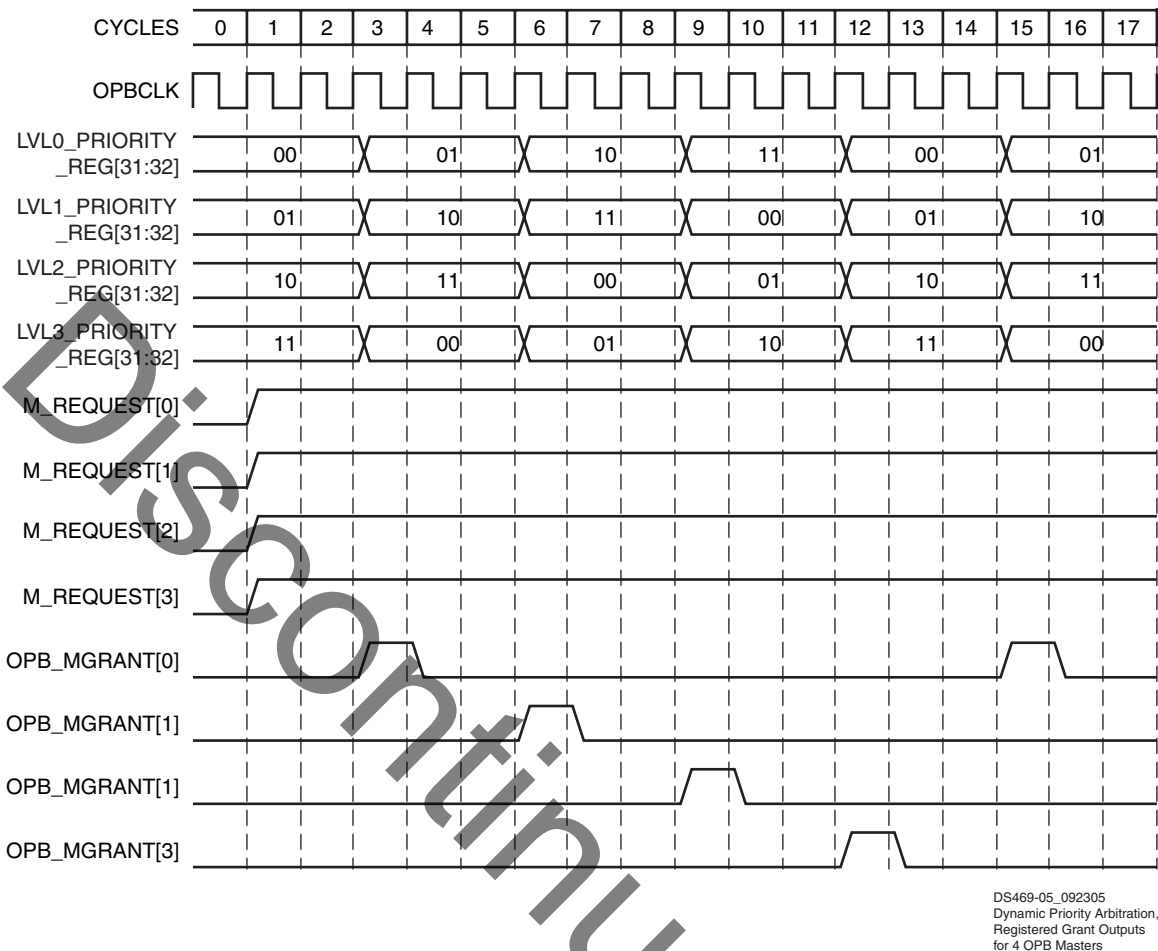 CYCLES 0 1 2 3 4 5 6 7 8 9 10 11 12 13 14 15 16 17
OPBCLK
LVL0_PRIORITY
_REG[31:32]
00 01 10 11 00 01
LVL1_PRIORITY
_REG[31:32]
01 10 11 00 01 10
LVL2_PRIORITY
_REG[31:32]
10 11 00 01 10 11
LVL3_PRIORITY
_REG[31:32]
11 00 01 10 11 00
M_REQUEST[0]
M_REQUEST[1]
M_REQUEST[2]
M_REQUEST[3]
OPB_MGRANT[0]
OPB_MGRANT[1]
OPB_MGRANT[1]
OPB_MGRANT[3]
Discontinu
DS469-05_092305
Dynamic Priority Arbitration,
Registered Grant Outputs
for 4 OPB Masters